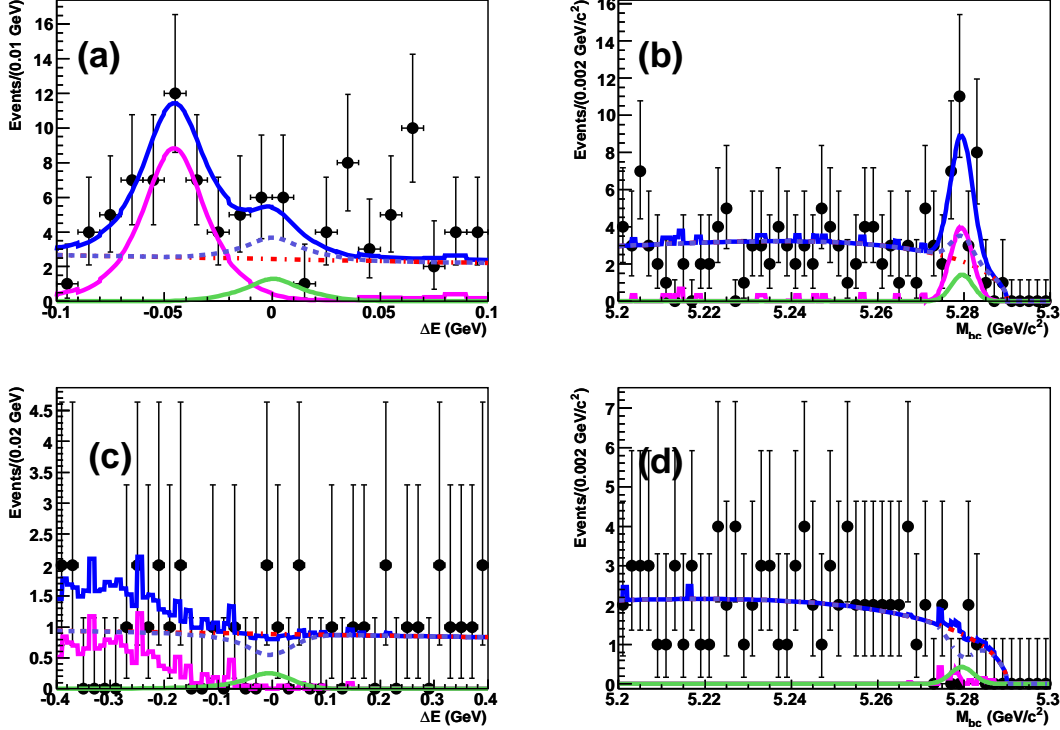 Events/(0.01 GeV)
16
14
12
10
8
6
4
2
0
(a)
-0.1 -0.05 0 0.05 0.1
ΔE (GeV)
Events/(0.002 GeV/c²)
16
14
12
10
8
6
4
2
0
(b)
5.2 5.22 5.24 5.26 5.28 5.3
M_bc (GeV/c²)
Events/(0.02 GeV)
4.5
4
3.5
3
2.5
2
1.5
1
0.5
0
(c)
-0.4 -0.3 -0.2 -0.1 -0 0.1 0.2 0.3 0.4
ΔE (GeV)
Events/(0.002 GeV/c²)
7
6
5
4
3
2
1
0
(d)
5.2 5.22 5.24 5.26 5.28 5.3
M_bc (GeV/c²)